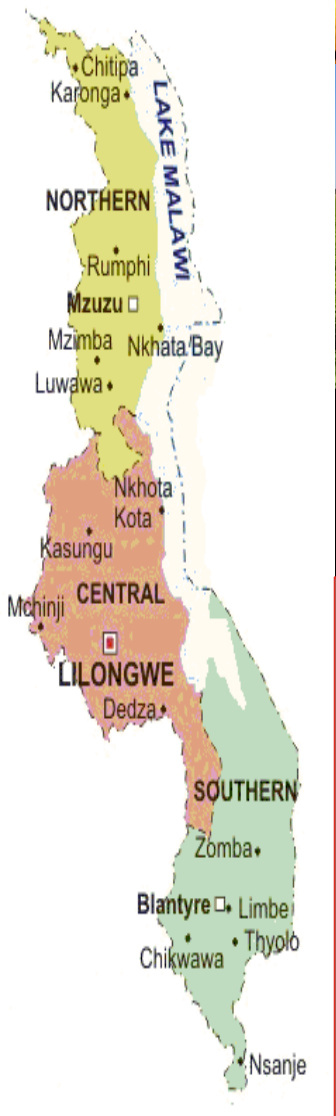 Chitipa
Karonga
LAKE MALAWI
NORTHERN
Rumphi
Mzuzu
Mzimba
Nkhata Bay
Luwawa
Nkhota
Kota
Kasungu
CENTRAL
Mchinji
LILONGWE
Dedza
SOUTHERN
Zomba
Blantyre
Limbe
Thyolo
Chikwawa
Nsanje